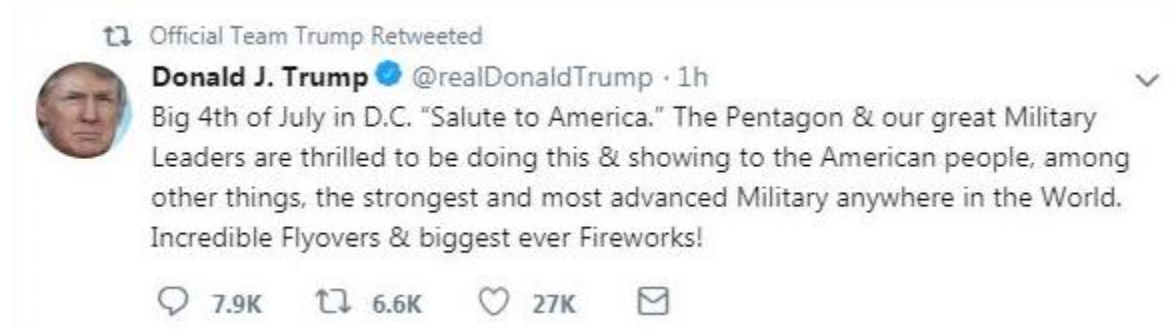 Official Team Trump Retweeted
Donald J. Trump @realDonaldTrump · 1h
Big 4th of July in D.C. “Salute to America.” The Pentagon & our great Military
Leaders are thrilled to be doing this & showing to the American people, among
other things, the strongest and most advanced Military anywhere in the World.
Incredible Flyovers & biggest ever Fireworks!
7.9K 6.6K 27K